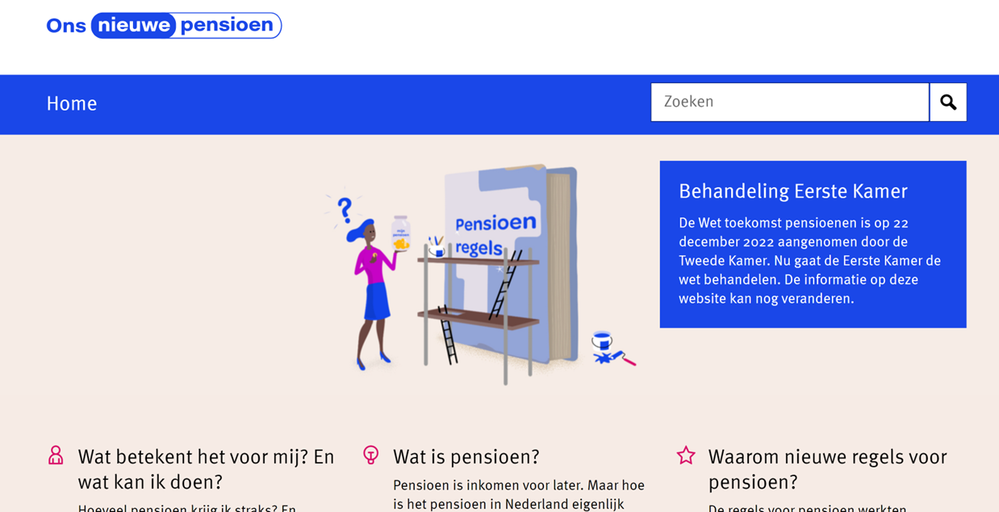 Ons nieuwe pensioen
Home
Zoeken
?
mijn pensioen
Pensioen
regels
Behandeling Eerste Kamer
De Wet toekomst pensioenen is op 22
december 2022 aangenomen door de
Tweede Kamer. Nu gaat de Eerste Kamer de
wet behandelen. De informatie op deze
website kan nog veranderen.
Wat betekent het voor mij? En
wat kan ik doen?
Hoeveel pensioen krijg ik straks? En
Wat is pensioen?
Pensioen is inkomen voor later. Maar hoe
is het pensioen in Nederland eigenlijk
Waarom nieuwe regels voor
pensioen?
De regels voor pensioen werkten